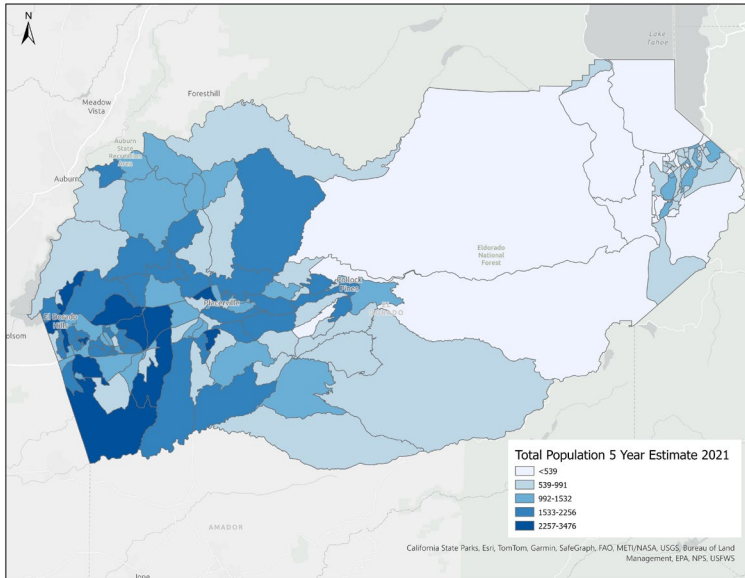 N
Lake
Tahoe
Foresthill
Meadow
Vista
Auburn
State
Recreation
Area
Auburn
Eldorado
National
Forest
Pollock
Pines
Placerville
El Dorado
Hills
olsom
Total Population 5 Year Estimate 2021
<539
539-991
992-1532
1533-2256
2257-3476
AMADOR
California State Parks, Esri, TomTom, Garmin, SafeGraph, FAO, METI/NASA, USGS, Bureau of Land
Management, EPA, NPS, USFWS
Ione